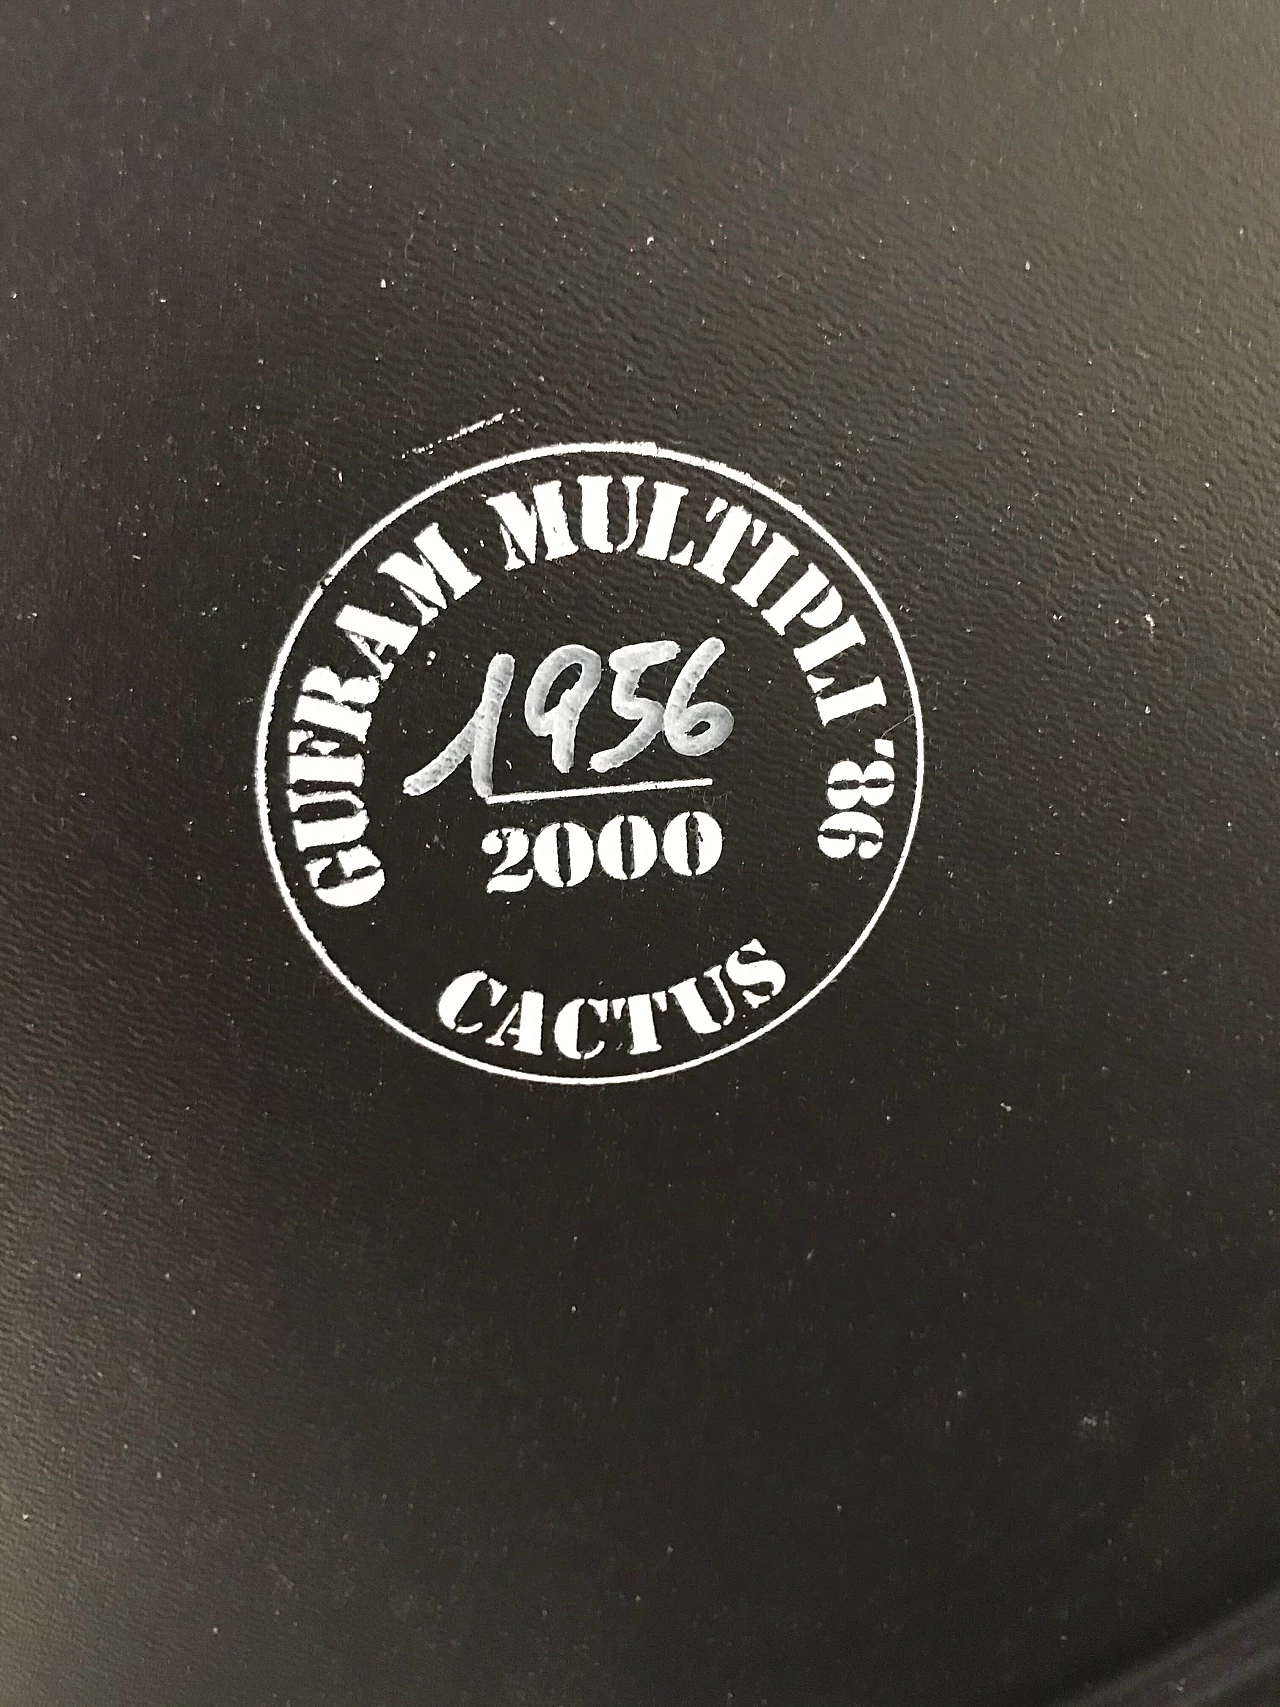 GUFRAM MULTIPLI '86
1956
2000
CACTUS